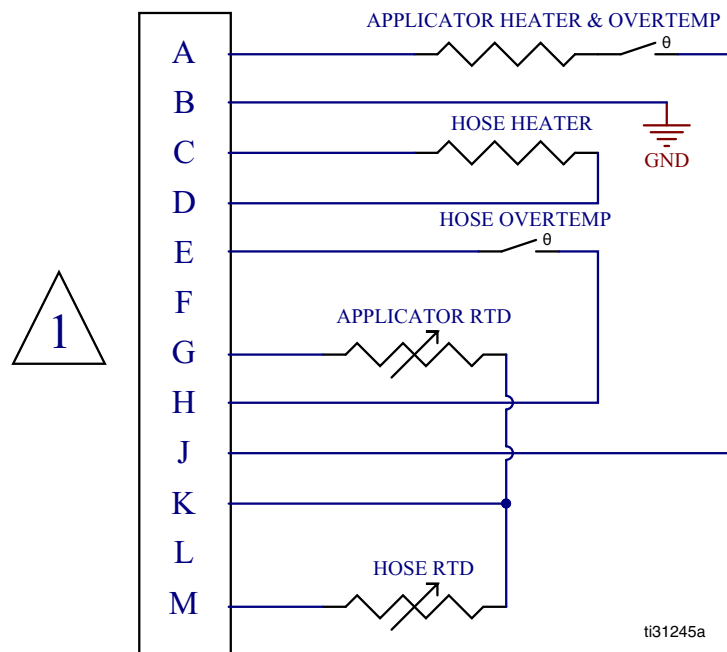 APPLICATOR HEATER & OVERTEMP
A
θ
B
HOSE HEATER
C
GND
D
HOSE OVERTEMP
E
θ
F
APPLICATOR RTD
1
G
H
J
K
L
HOSE RTD
M
ti31245a